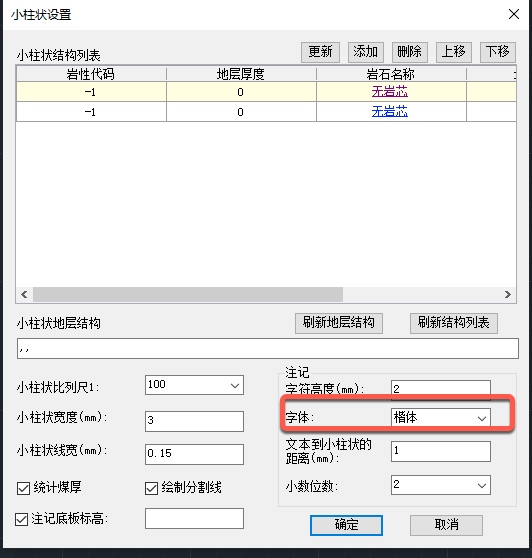 小柱状设置
小柱状结构列表 更新 添加 删除 上移 下移
岩性代码 地层厚度 岩石名称
-1 0 无岩芯
-1 0 无岩芯
小柱状地层结构 刷新地层结构 刷新结构列表
,,
注记
小柱状比例尺1: 100 字符高度(mm): 2
小柱状宽度(mm): 3 字体: 楷体
小柱状线宽(mm): 0.15 文本到小柱状的
距离(mm): 1
统计煤厚 绘制分割线 小数位数: 2
注记底板标高: 确定 取消